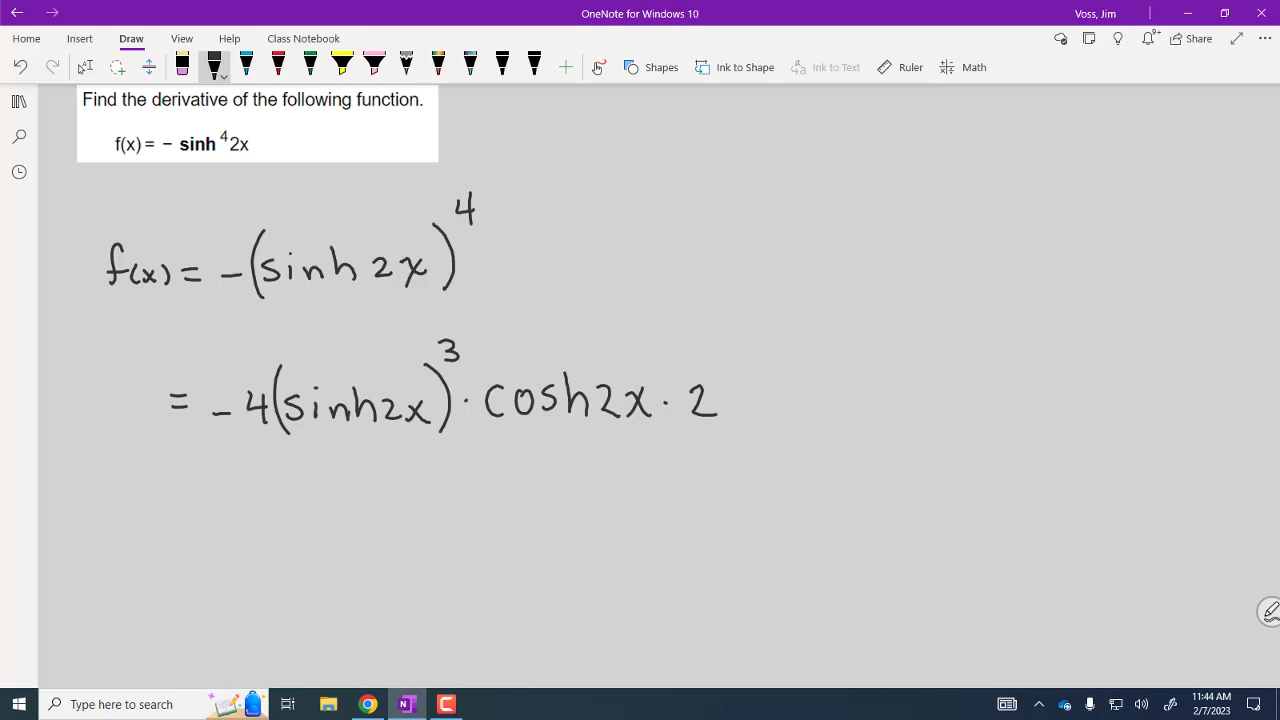 OneNote for Windows 10
Voss, Jim
Home Insert Draw View Help Class Notebook
Share
Shapes Ink to Shape Ink to Text Ruler Math
Find the derivative of the following function.
f(x) = − sinh ⁴2x
f(x) = -(sinh 2x)⁴
= -4(sinh2x)³ · cosh2x · 2
Type here to search
11:44 AM
2/7/2023